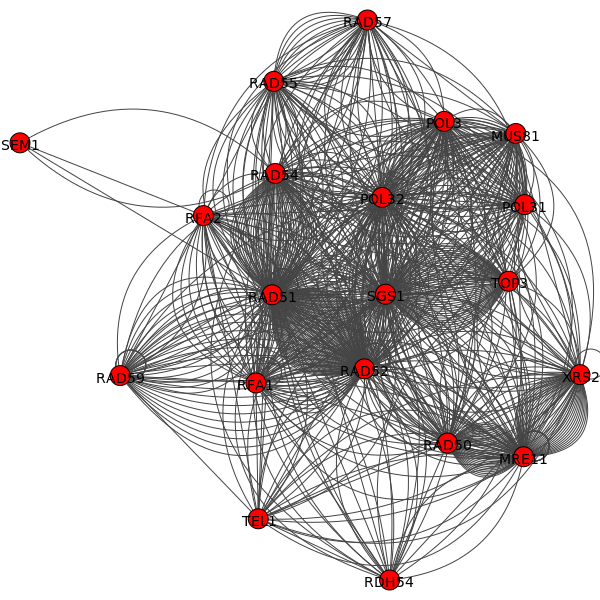 RAD57
RAD55
POL3
MUS81
SEM1
RAD54
POL32
POL31
RFA2
TOP3
RAD51
SGS1
RAD52
RAD59
RFA1
XRS2
RAD50
MRE11
TEL1
RDH54